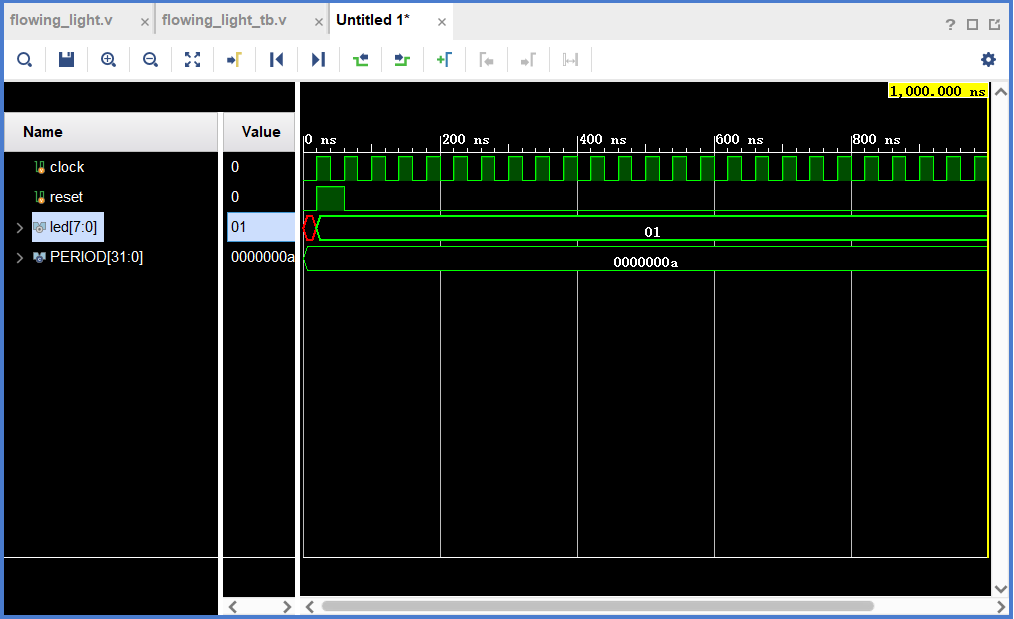 flowing_light.v × flowing_light_tb.v × Untitled 1* ×
?
1,000.000 ns
Name Value
0 ns 200 ns 400 ns 600 ns 800 ns
clock 0
reset 0
led[7:0] 01 01
PERIOD[31:0] 0000000a 0000000a